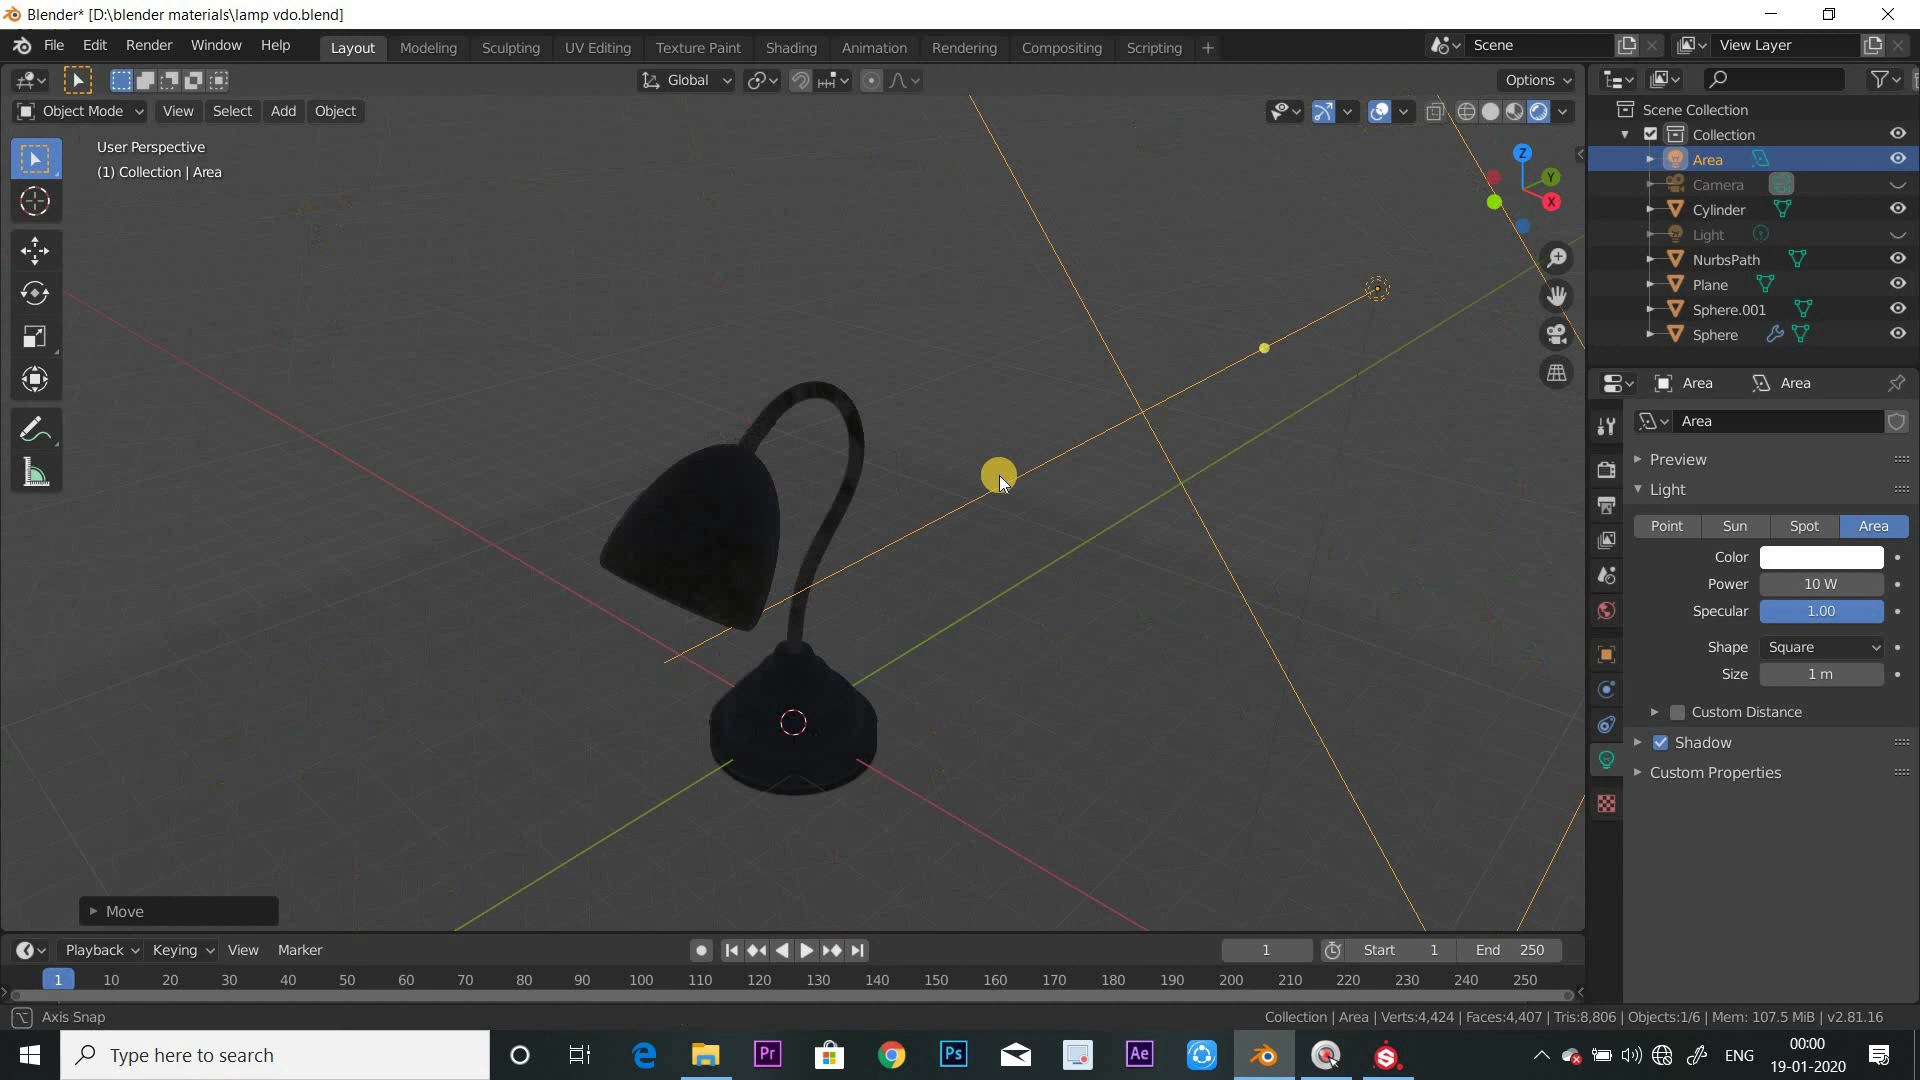 Blender* [D:\blender materials\lamp vdo.blend]
File Edit Render Window Help Layout Modeling Sculpting UV Editing Texture Paint Shading Animation Rendering Compositing Scripting + Scene View Layer
Global Options
Object Mode View Select Add Object
User Perspective
(1) Collection | Area
Z
Y
X
Scene Collection
Collection
Area
Camera
Cylinder
Light
NurbsPath
Plane
Sphere.001
Sphere
Area Area
Area
Preview
Light
Point Sun Spot Area
Color
Power 10 W
Specular 1.00
Shape Square
Size 1 m
Custom Distance
Shadow
Custom Properties
Move
Playback Keying View Marker 1 Start 1 End 250
1 10 20 30 40 50 60 70 80 90 100 110 120 130 140 150 160 170 180 190 200 210 220 230 240 250
Axis Snap
Collection | Area | Verts:4,424 | Faces:4,407 | Tris:8,806 | Objects:1/6 | Mem: 107.5 MiB | v2.81.16
Type here to search
Pr
Ps
Ae
ENG
00:00
19-01-2020